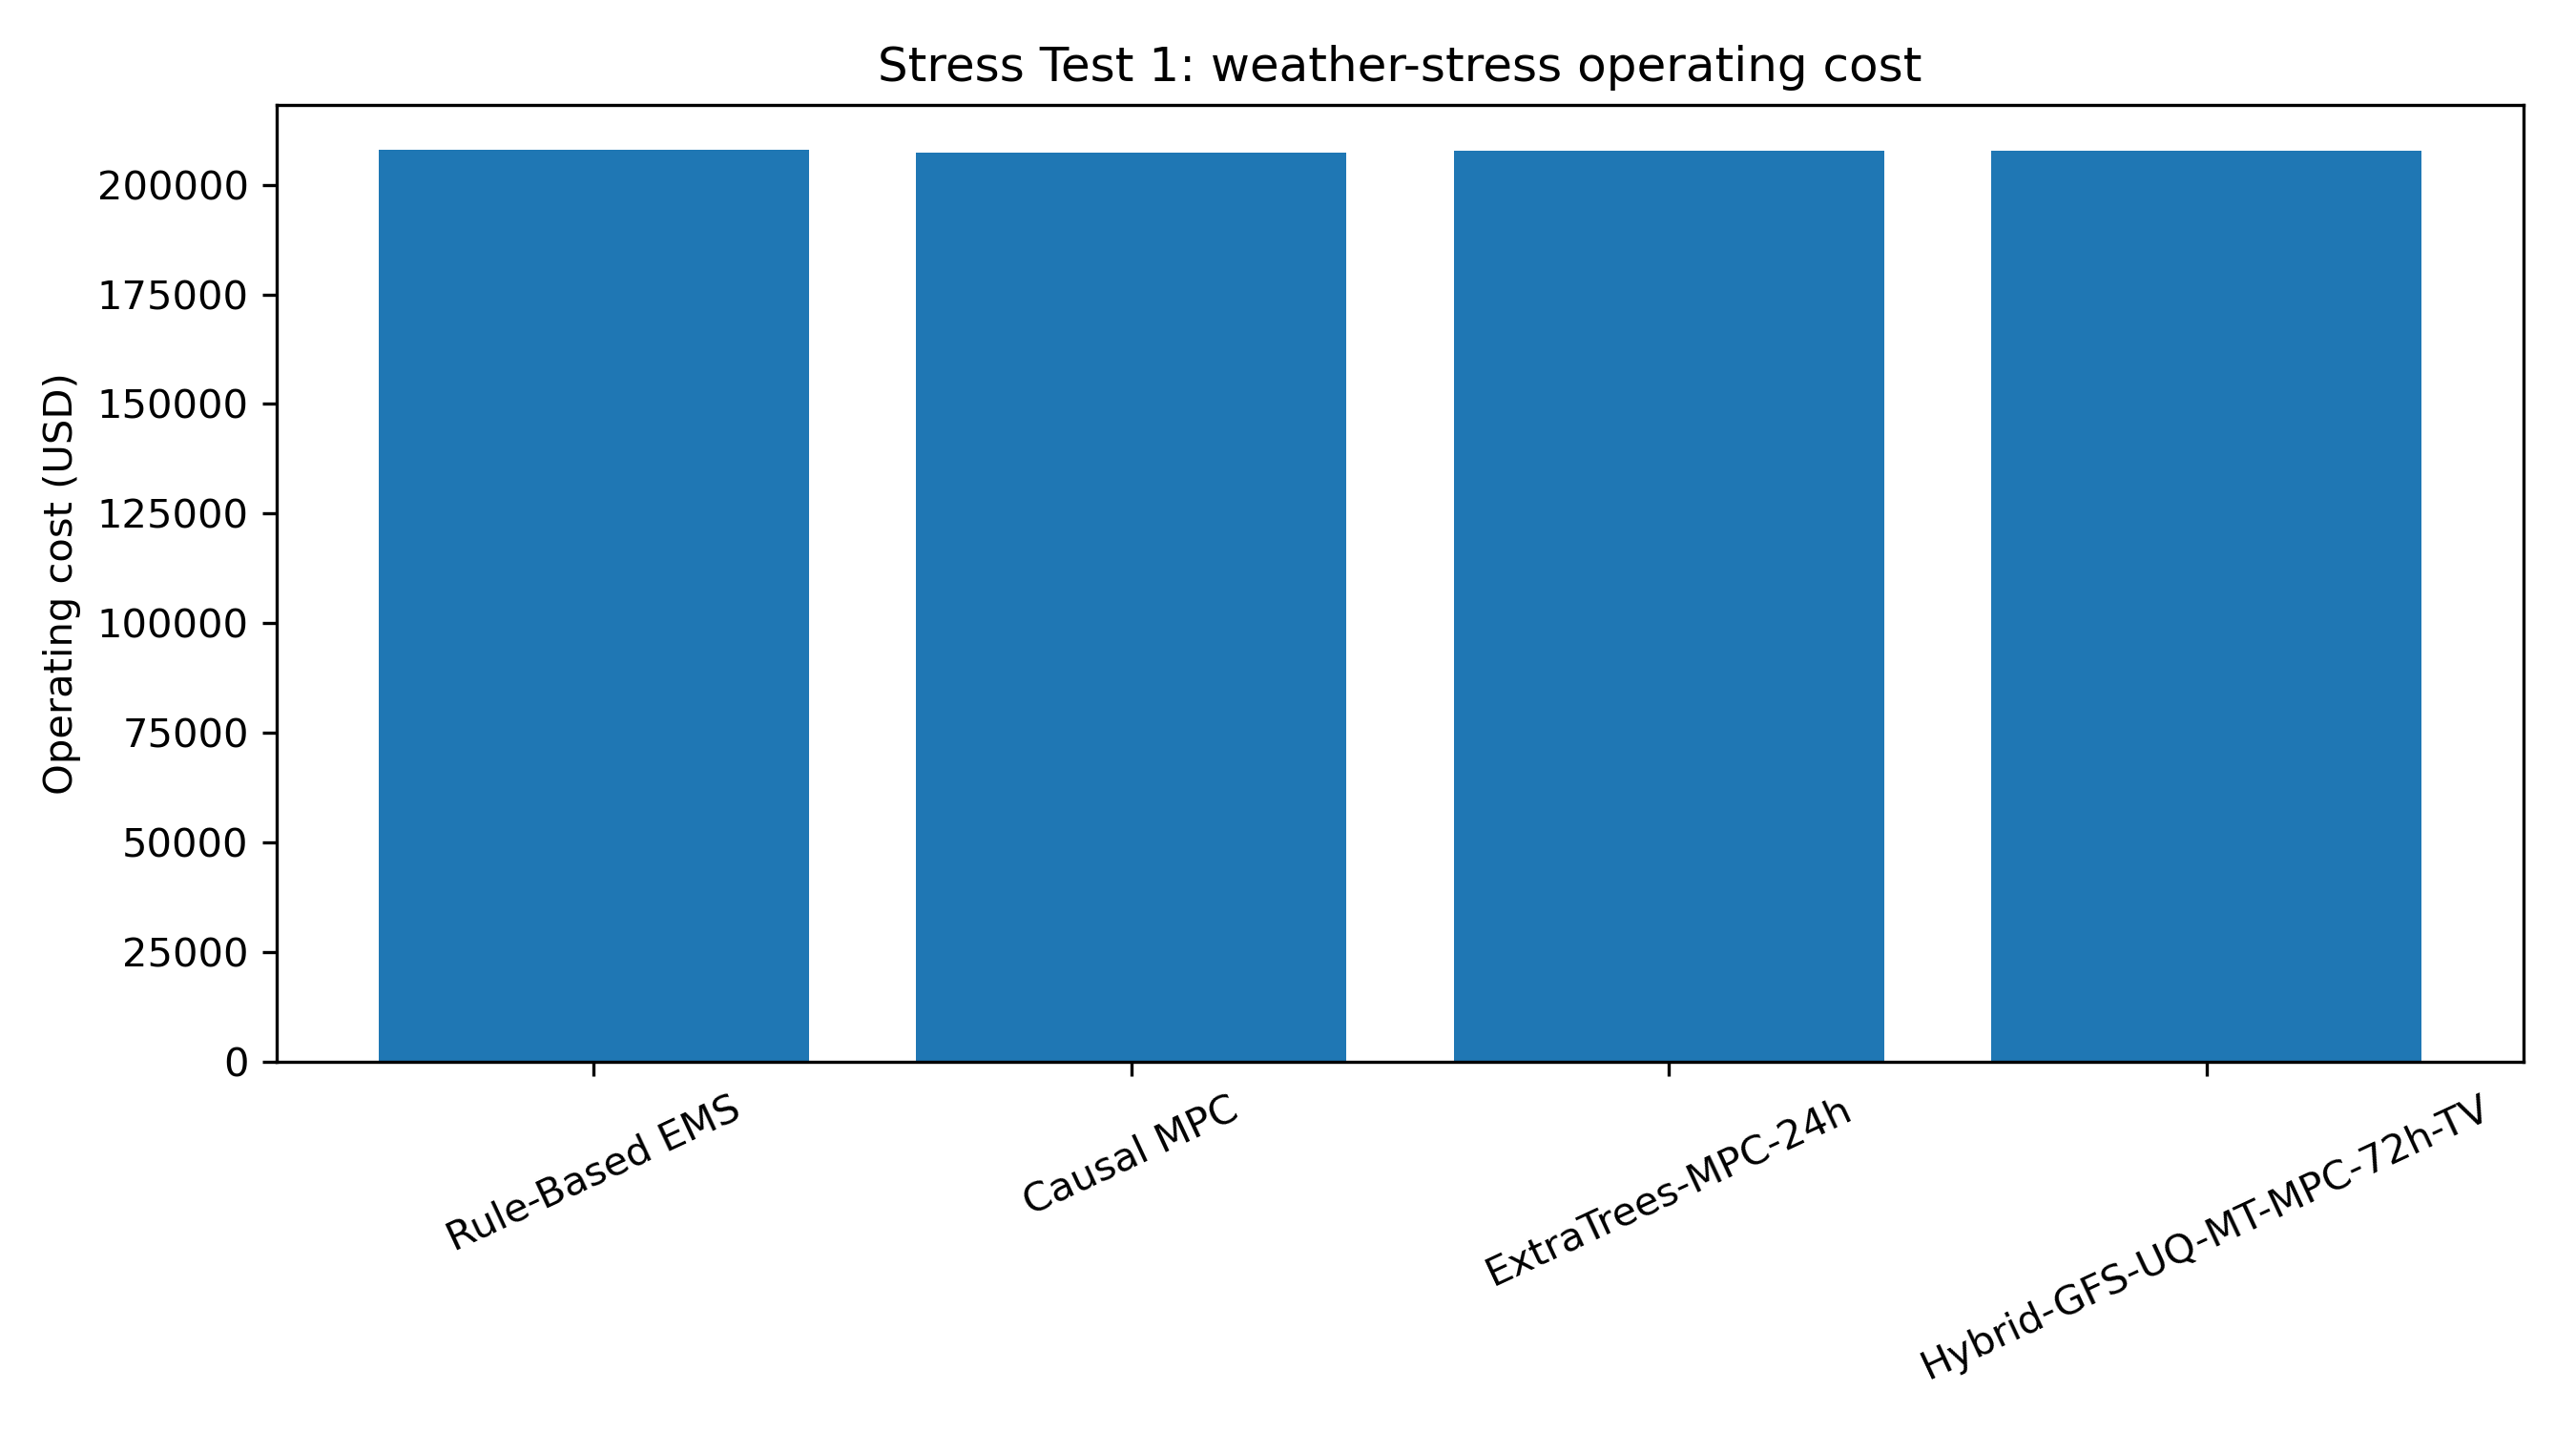 Stress Test 1: weather-stress operating cost
Operating cost (USD)
200000
175000
150000
125000
100000
75000
50000
25000
0
Rule-Based EMS
Causal MPC
ExtraTrees-MPC-24h
Hybrid-GFS-UQ-MT-MPC-72h-TV